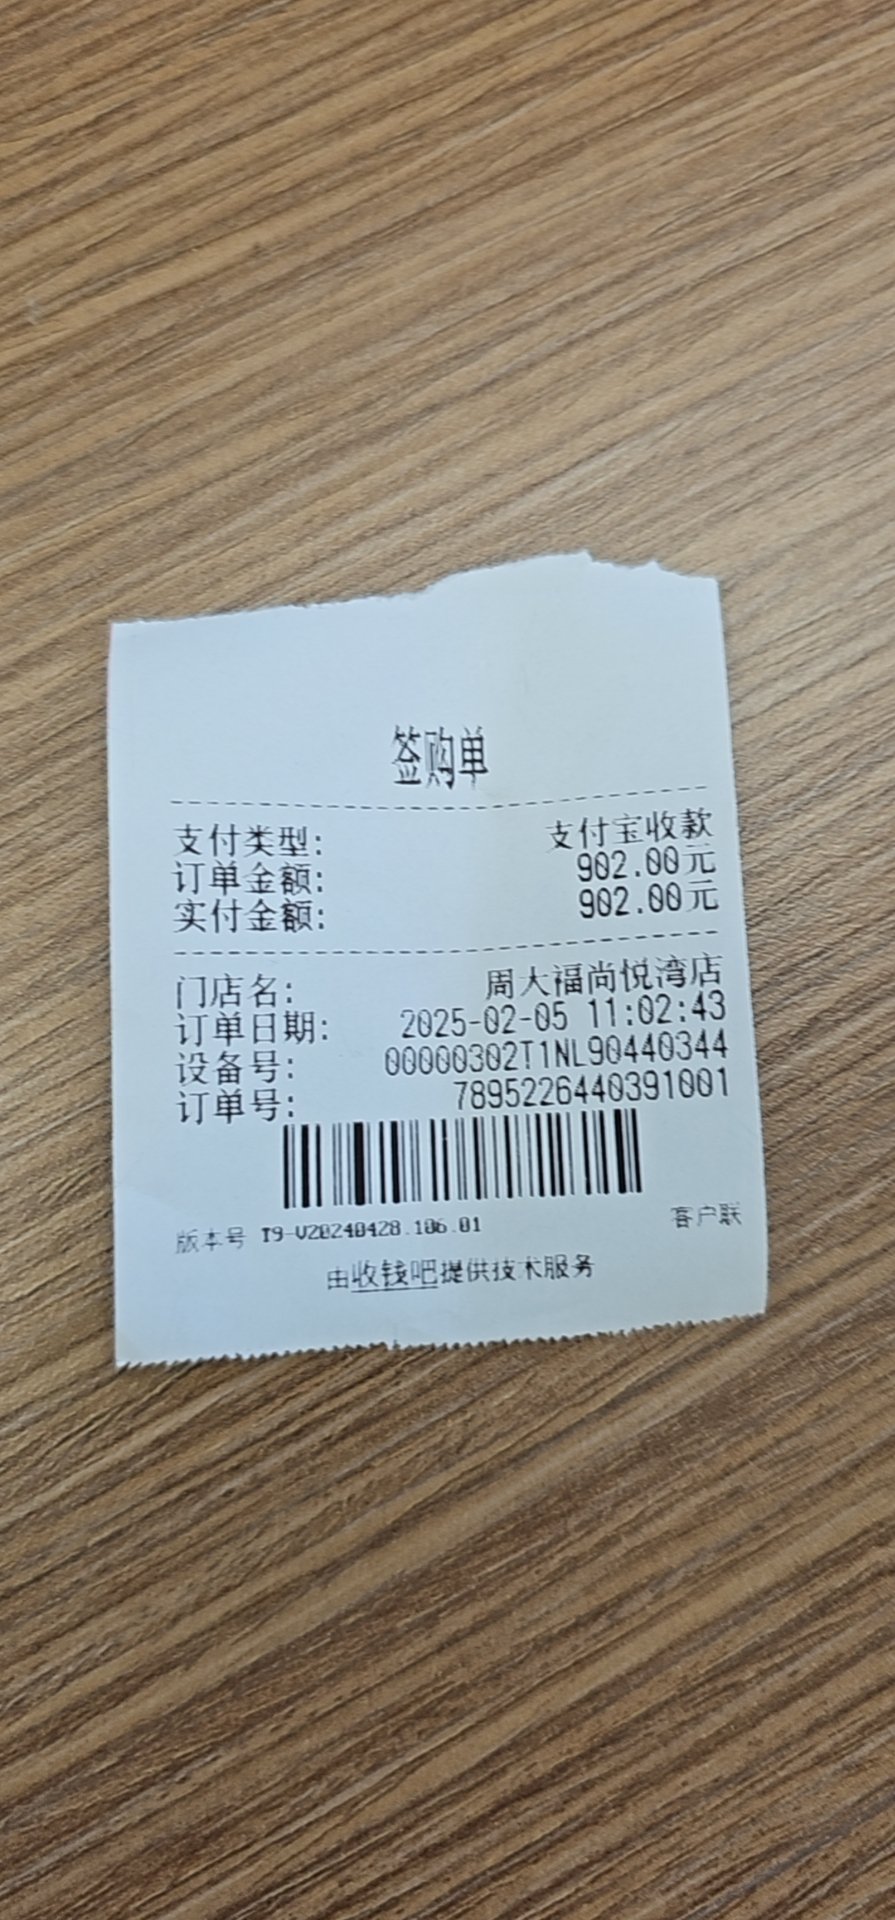 签购单
支付类型: 支付宝收款
订单金额: 902.00元
实付金额: 902.00元
门店名: 周大福尚悦湾店
订单日期: 2025-02-05 11:02:43
设备号: 00000302T1NL90440344
订单号: 7895226440391001
版本号 T9-V20240428.106.01 客户联
由收钱吧提供技术服务